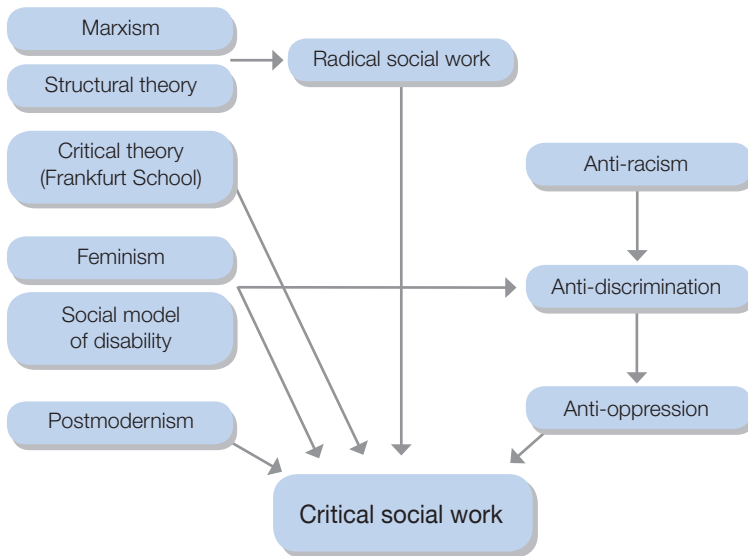 Marxism
Structural theory
Radical social work
Critical theory
(Frankfurt School)
Anti-racism
Feminism
Social model
of disability
Anti-discrimination
Postmodernism
Anti-oppression
Critical social work